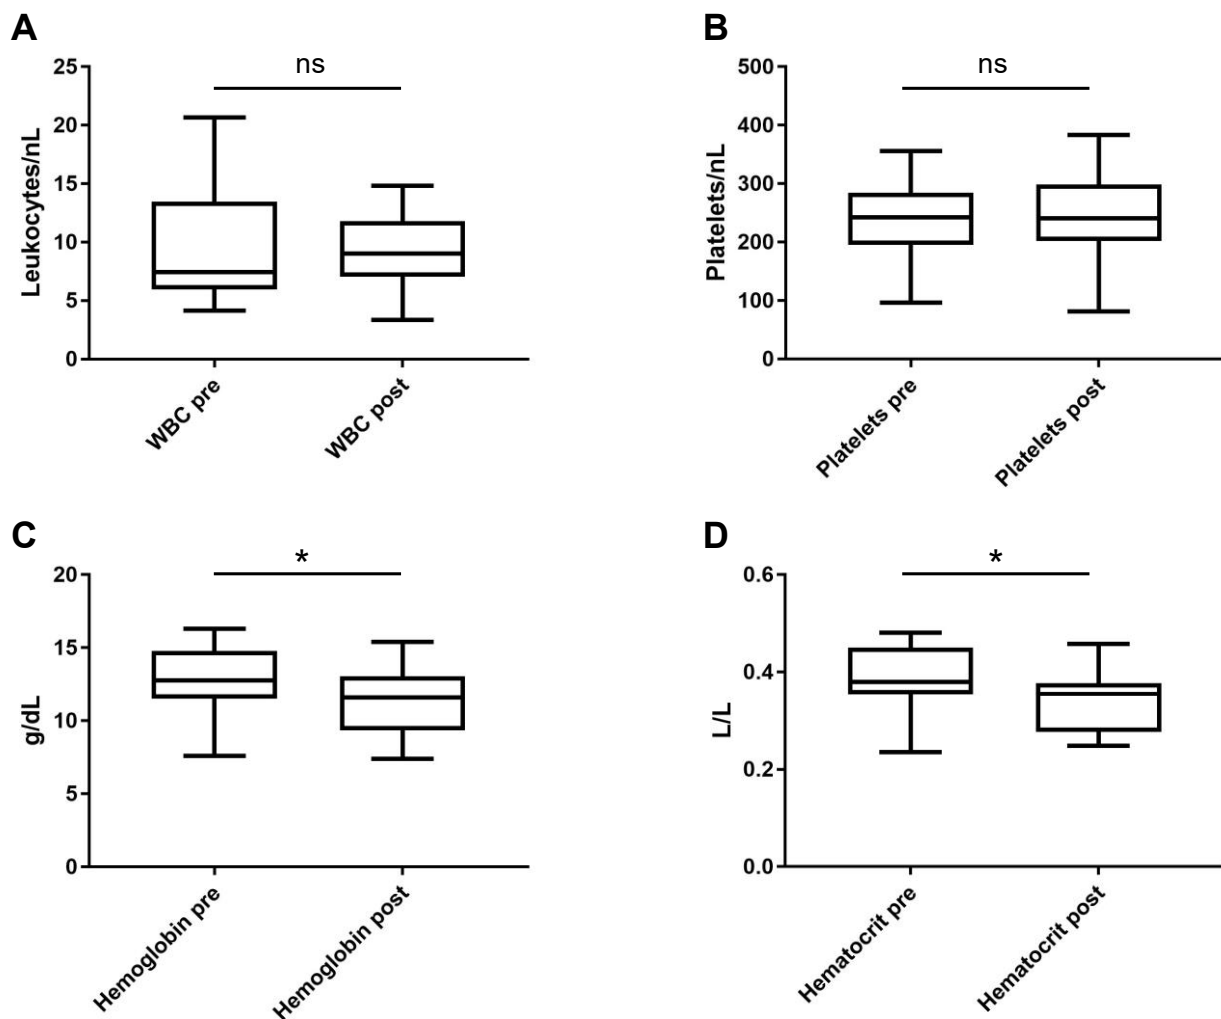 A
ns
Leukocytes/nL
25
20
15
10
5
0
WBC pre
WBC post
B
ns
Platelets/nL
500
400
300
200
100
0
Platelets pre
Platelets post
C
*
g/dL
20
15
10
5
0
Hemoglobin pre
Hemoglobin post
D
*
L/L
0.6
0.4
0.2
0.0
Hematocrit pre
Hematocrit post